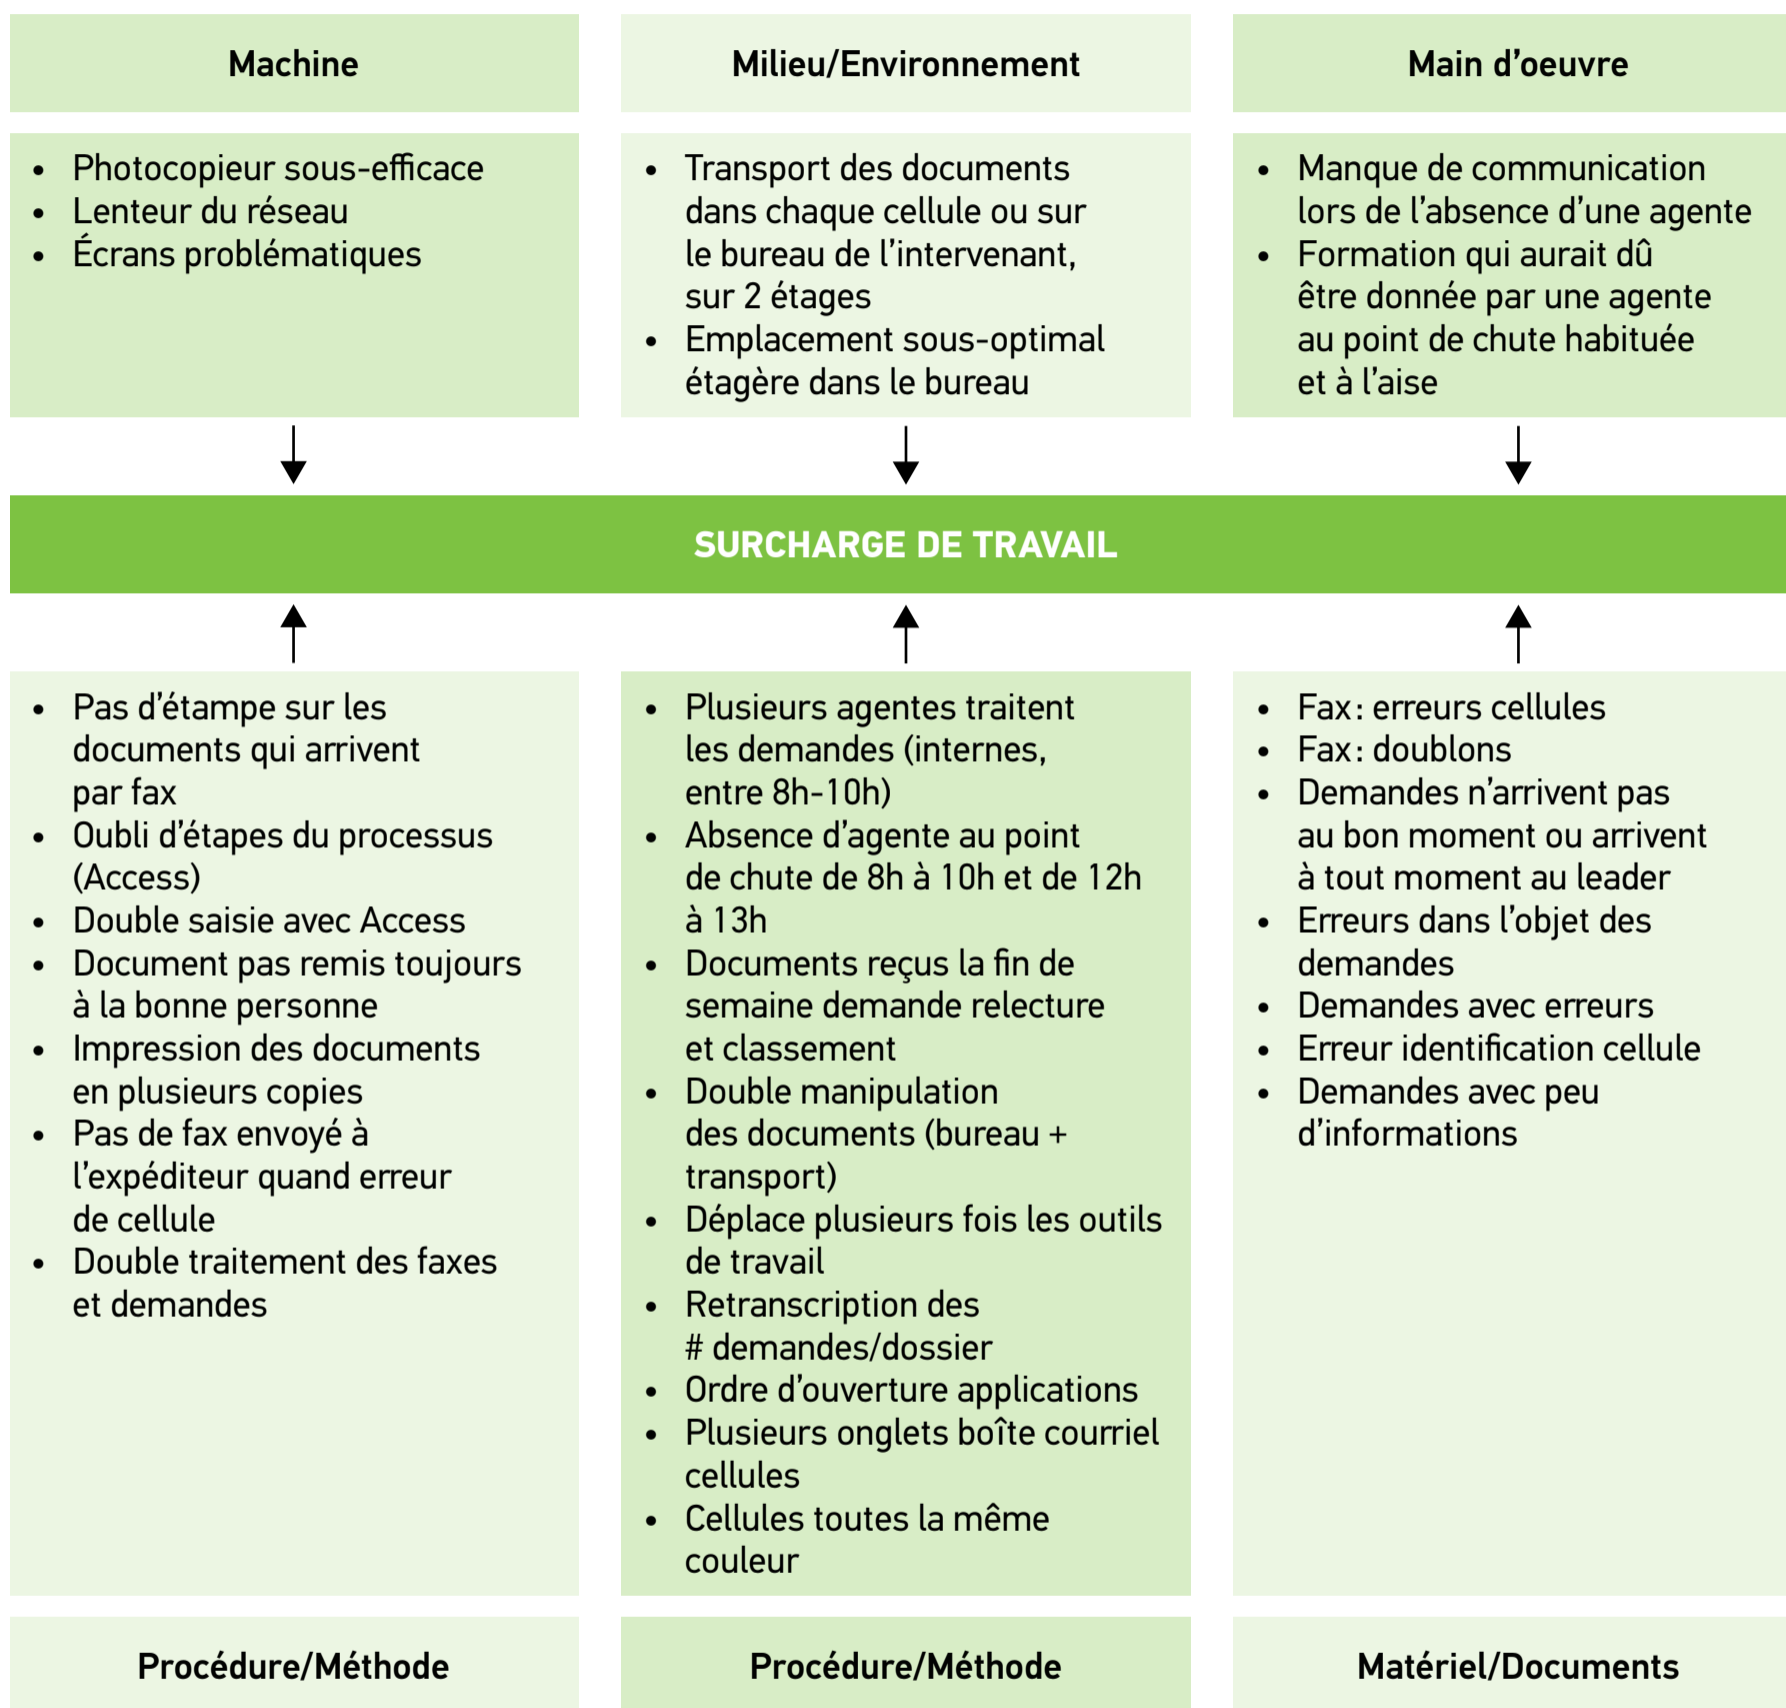 Machine
• Photocopieur sous-efficace
• Lenteur du réseau
• Écrans problématiques
Milieu/Environnement
• Transport des documents
dans chaque cellule ou sur
le bureau de l’intervenant,
sur 2 étages
• Emplacement sous-optimal
étagère dans le bureau
Main d’oeuvre
• Manque de communication
lors de l’absence d’une agente
• Formation qui aurait dû
être donnée par une agente
au point de chute habituée
et à l’aise
SURCHARGE DE TRAVAIL
• Pas d’étampe sur les
documents qui arrivent
par fax
• Oubli d’étapes du processus
(Access)
• Double saisie avec Access
• Document pas remis toujours
à la bonne personne
• Impression des documents
en plusieurs copies
• Pas de fax envoyé à
l’expéditeur quand erreur
de cellule
• Double traitement des faxes
et demandes
Procédure/Méthode
• Plusieurs agentes traitent
les demandes (internes,
entre 8h-10h)
• Absence d’agente au point
de chute de 8h à 10h et de 12h
à 13h
• Documents reçus la fin de
semaine demande relecture
et classement
• Double manipulation
des documents (bureau +
transport)
• Déplace plusieurs fois les outils
de travail
• Retranscription des
# demandes/dossier
• Ordre d’ouverture applications
• Plusieurs onglets boîte courriel
cellules
• Cellules toutes la même
couleur
Procédure/Méthode
• Fax : erreurs cellules
• Fax : doublons
• Demandes n’arrivent pas
au bon moment ou arrivent
à tout moment au leader
• Erreurs dans l’objet des
demandes
• Demandes avec erreurs
• Erreur identification cellule
• Demandes avec peu
d’informations
Matériel/Documents